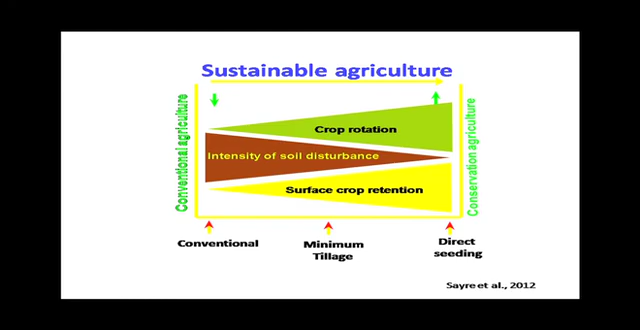 Sustainable agriculture
Conventional agriculture
Crop rotation
Intensity of soil disturbance
Surface crop retention
Conservation agriculture
Conventional
Minimum
Tillage
Direct
seeding
Sayre et al., 2012